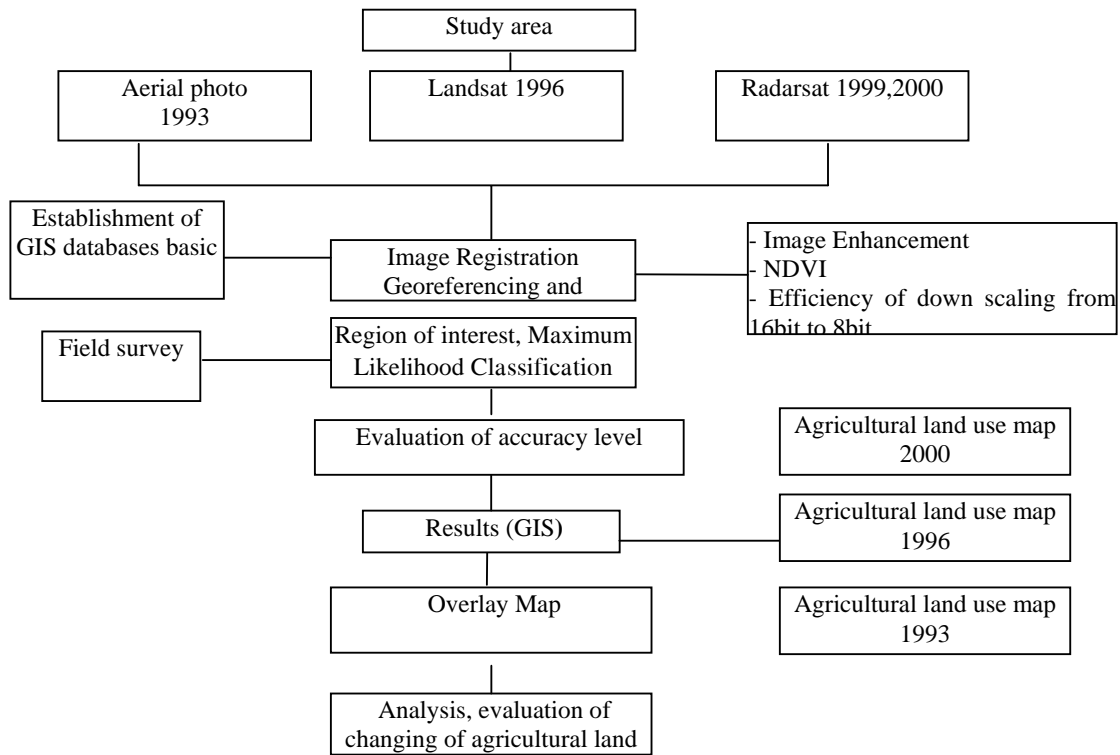 Study area
Aerial photo
1993
Landsat 1996
Radarsat 1999,2000
Establishment of
GIS databases basic
Image Registration
Georeferencing and
- Image Enhancement
- NDVI
- Efficiency of down scaling from
16bit to 8bit
Field survey
Region of interest, Maximum
Likelihood Classification
Evaluation of accuracy level
Agricultural land use map
2000
Results (GIS)
Agricultural land use map
1996
Overlay Map
Agricultural land use map
1993
Analysis, evaluation of
changing of agricultural land